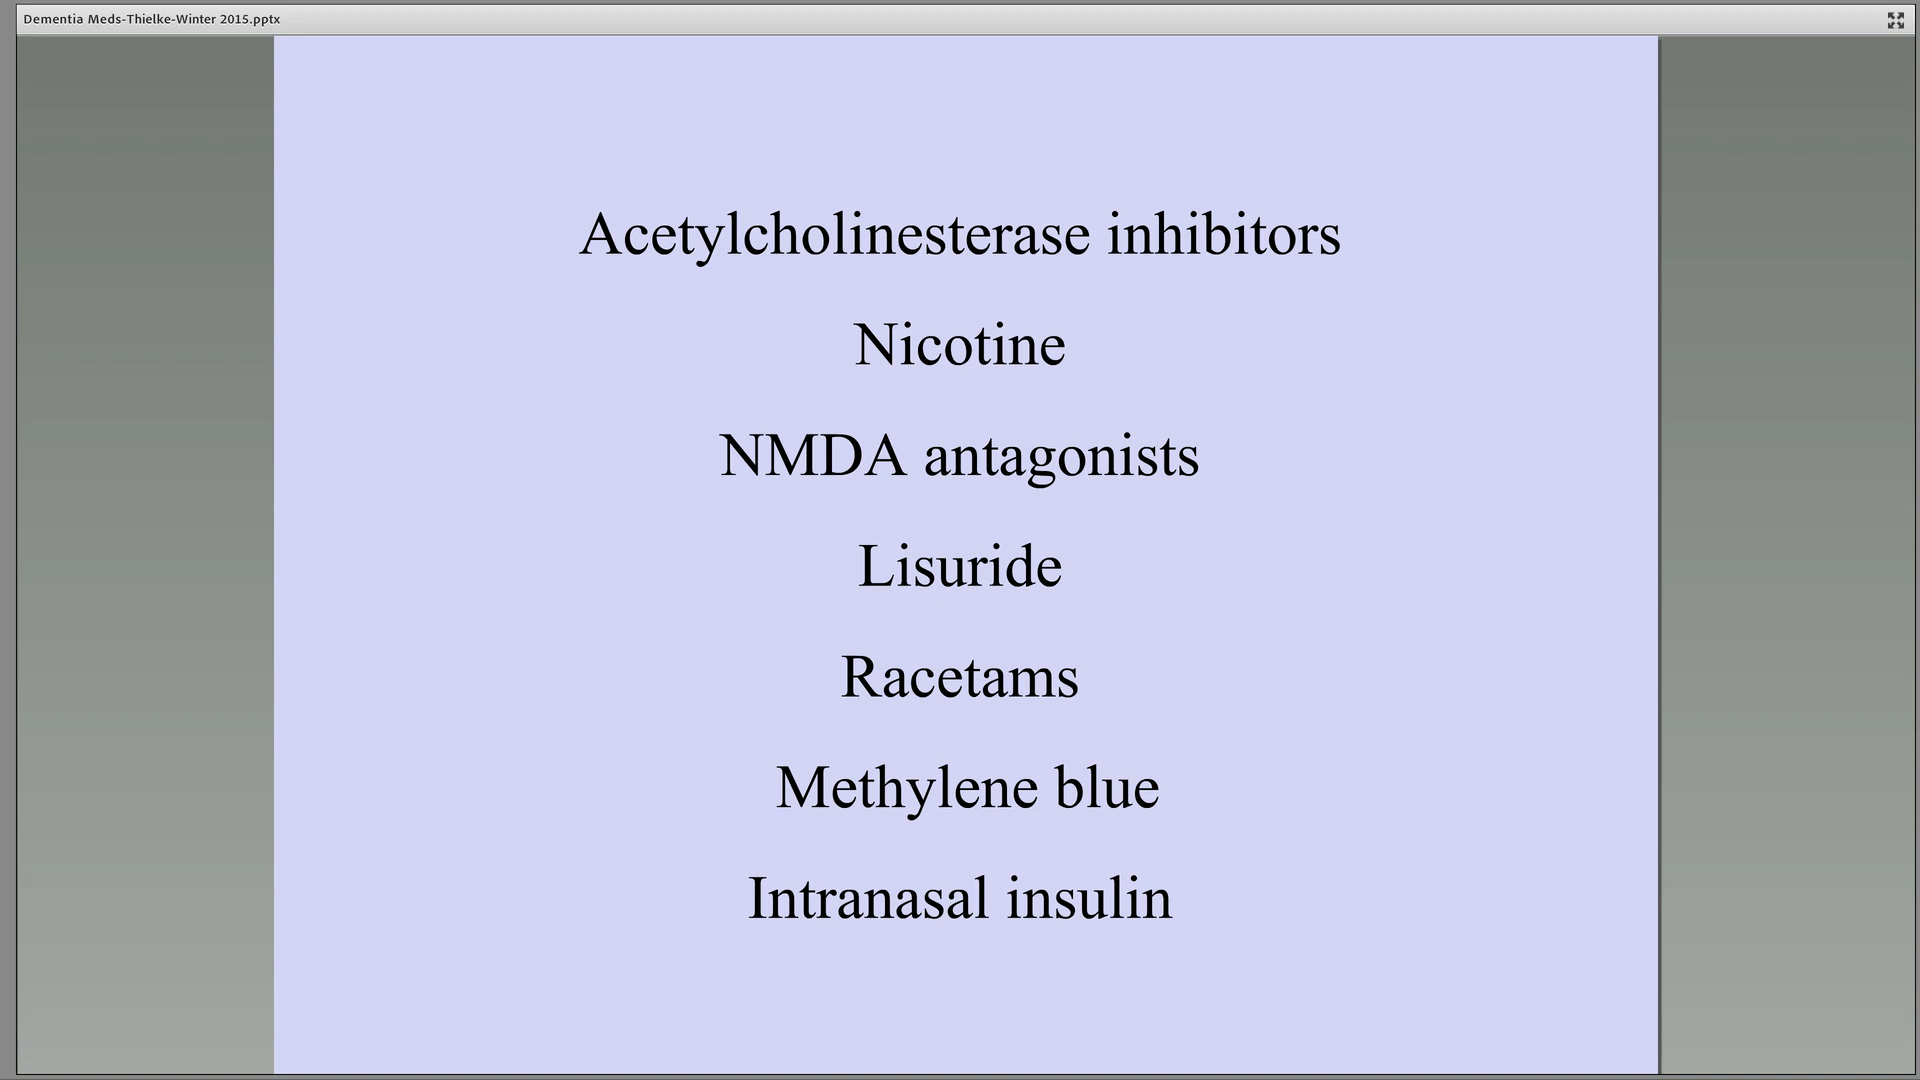 Dementia Meds-Thielke-Winter 2015.pptx
Acetylcholinesterase inhibitors
Nicotine
NMDA antagonists
Lisuride
Racetams
Methylene blue
Intranasal insulin